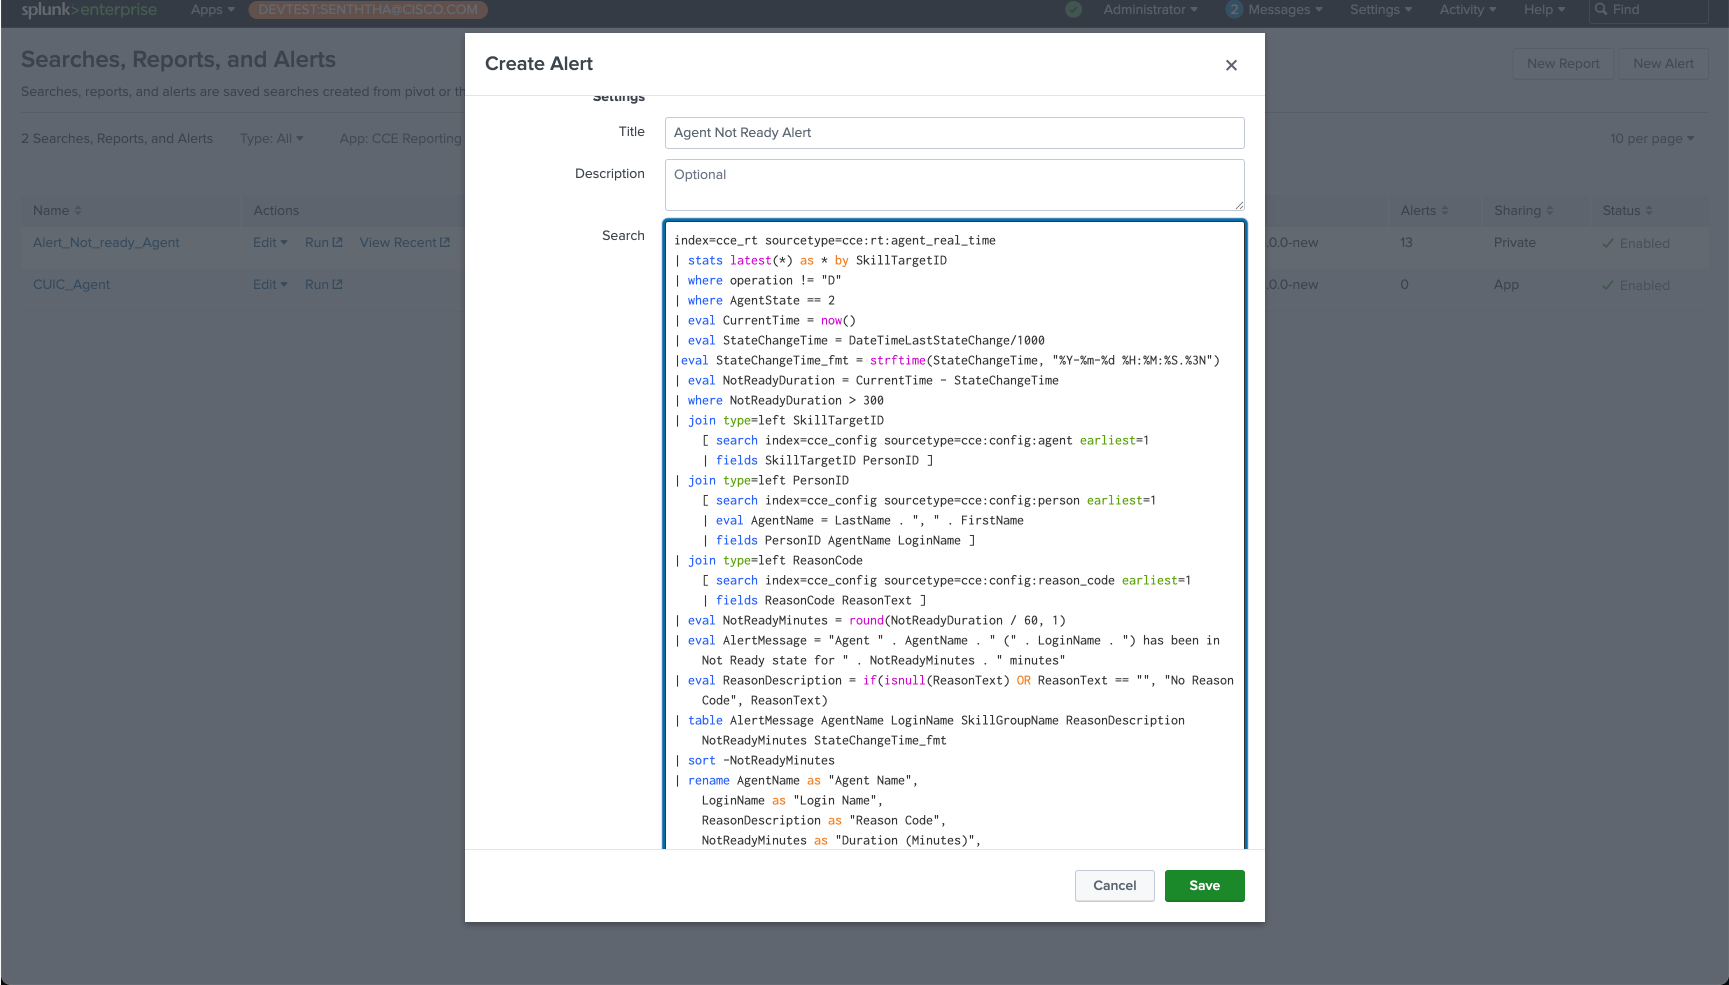 splunk>enterprise Apps DEVTEST:SENTHTHA@CISCO.COM Administrator 2 Messages Settings Activity Help Find
Searches, Reports, and Alerts New Report New Alert
Searches, reports, and alerts are saved searches created from pivot or
2 Searches, Reports, and Alerts Type: All App: CCE Reporting 10 per page
Name Actions Alerts Sharing Status
Alert_Not_ready_Agent Edit Run View Recent .0.0-new 13 Private Enabled
CUIC_Agent Edit Run .0.0-new 0 App Enabled
Create Alert
Settings
Title Agent Not Ready Alert
Description Optional
Search
index=cce_rt sourcetype=cce:rt:agent_real_time
| stats latest(*) as * by SkillTargetID
| where operation != "D"
| where AgentState == 2
| eval CurrentTime = now()
| eval StateChangeTime = DateTimeLastStateChange/1000
|eval StateChangeTime_fmt = strftime(StateChangeTime, "%Y-%m-%d %H:%M:%S.%3N")
| eval NotReadyDuration = CurrentTime - StateChangeTime
| where NotReadyDuration > 300
| join type=left SkillTargetID
[ search index=cce_config sourcetype=cce:config:agent earliest=1
| fields SkillTargetID PersonID ]
| join type=left PersonID
[ search index=cce_config sourcetype=cce:config:person earliest=1
| eval AgentName = LastName . ", " . FirstName
| fields PersonID AgentName LoginName ]
| join type=left ReasonCode
[ search index=cce_config sourcetype=cce:config:reason_code earliest=1
| fields ReasonCode ReasonText ]
| eval NotReadyMinutes = round(NotReadyDuration / 60, 1)
| eval AlertMessage = "Agent " . AgentName . " (" . LoginName . ") has been in
Not Ready state for " . NotReadyMinutes . " minutes"
| eval ReasonDescription = if(isnull(ReasonText) OR ReasonText == "", "No Reason
Code", ReasonText)
| table AlertMessage AgentName LoginName SkillGroupName ReasonDescription
NotReadyMinutes StateChangeTime_fmt
| sort -NotReadyMinutes
| rename AgentName as "Agent Name",
LoginName as "Login Name",
ReasonDescription as "Reason Code",
NotReadyMinutes as "Duration (Minutes)",
Cancel Save